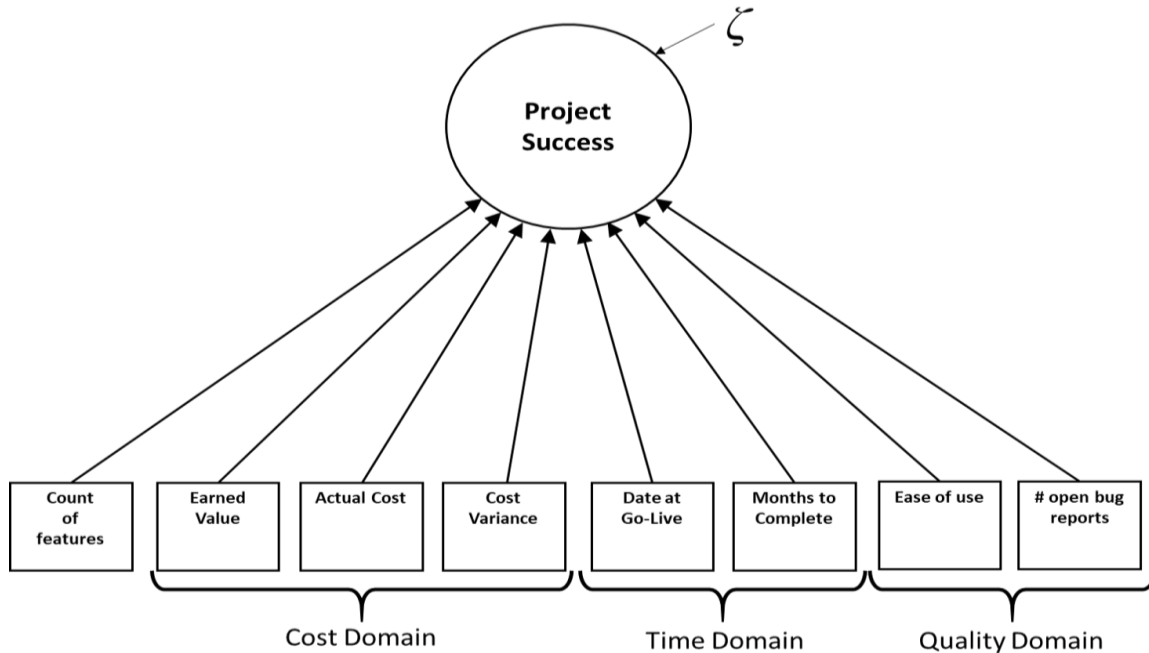 ζ
Project
Success
Count
of
features
Earned
Value
Actual Cost
Cost
Variance
Date at
Go-Live
Months to
Complete
Ease of use
# open bug
reports
Cost Domain
Time Domain
Quality Domain